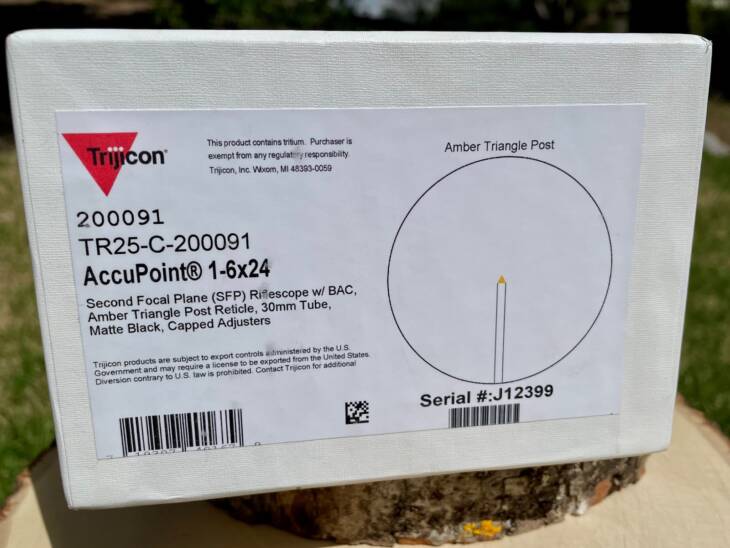 Trijicon®
This product contains tritium. Purchaser is
exempt from any regulatory responsibility.
Trijicon, Inc. Wixom, MI 48393-0059
200091
TR25-C-200091
AccuPoint® 1-6x24
Second Focal Plane (SFP) Riflescope w/ BAC,
Amber Triangle Post Reticle, 30mm Tube,
Matte Black, Capped Adjusters
Trijicon products are subject to export controls administered by the U.S.
Government and may require a license to be exported from the United States.
Diversion contrary to U.S. law is prohibited. Contact Trijicon for additional
Amber Triangle Post
Serial #:J12399